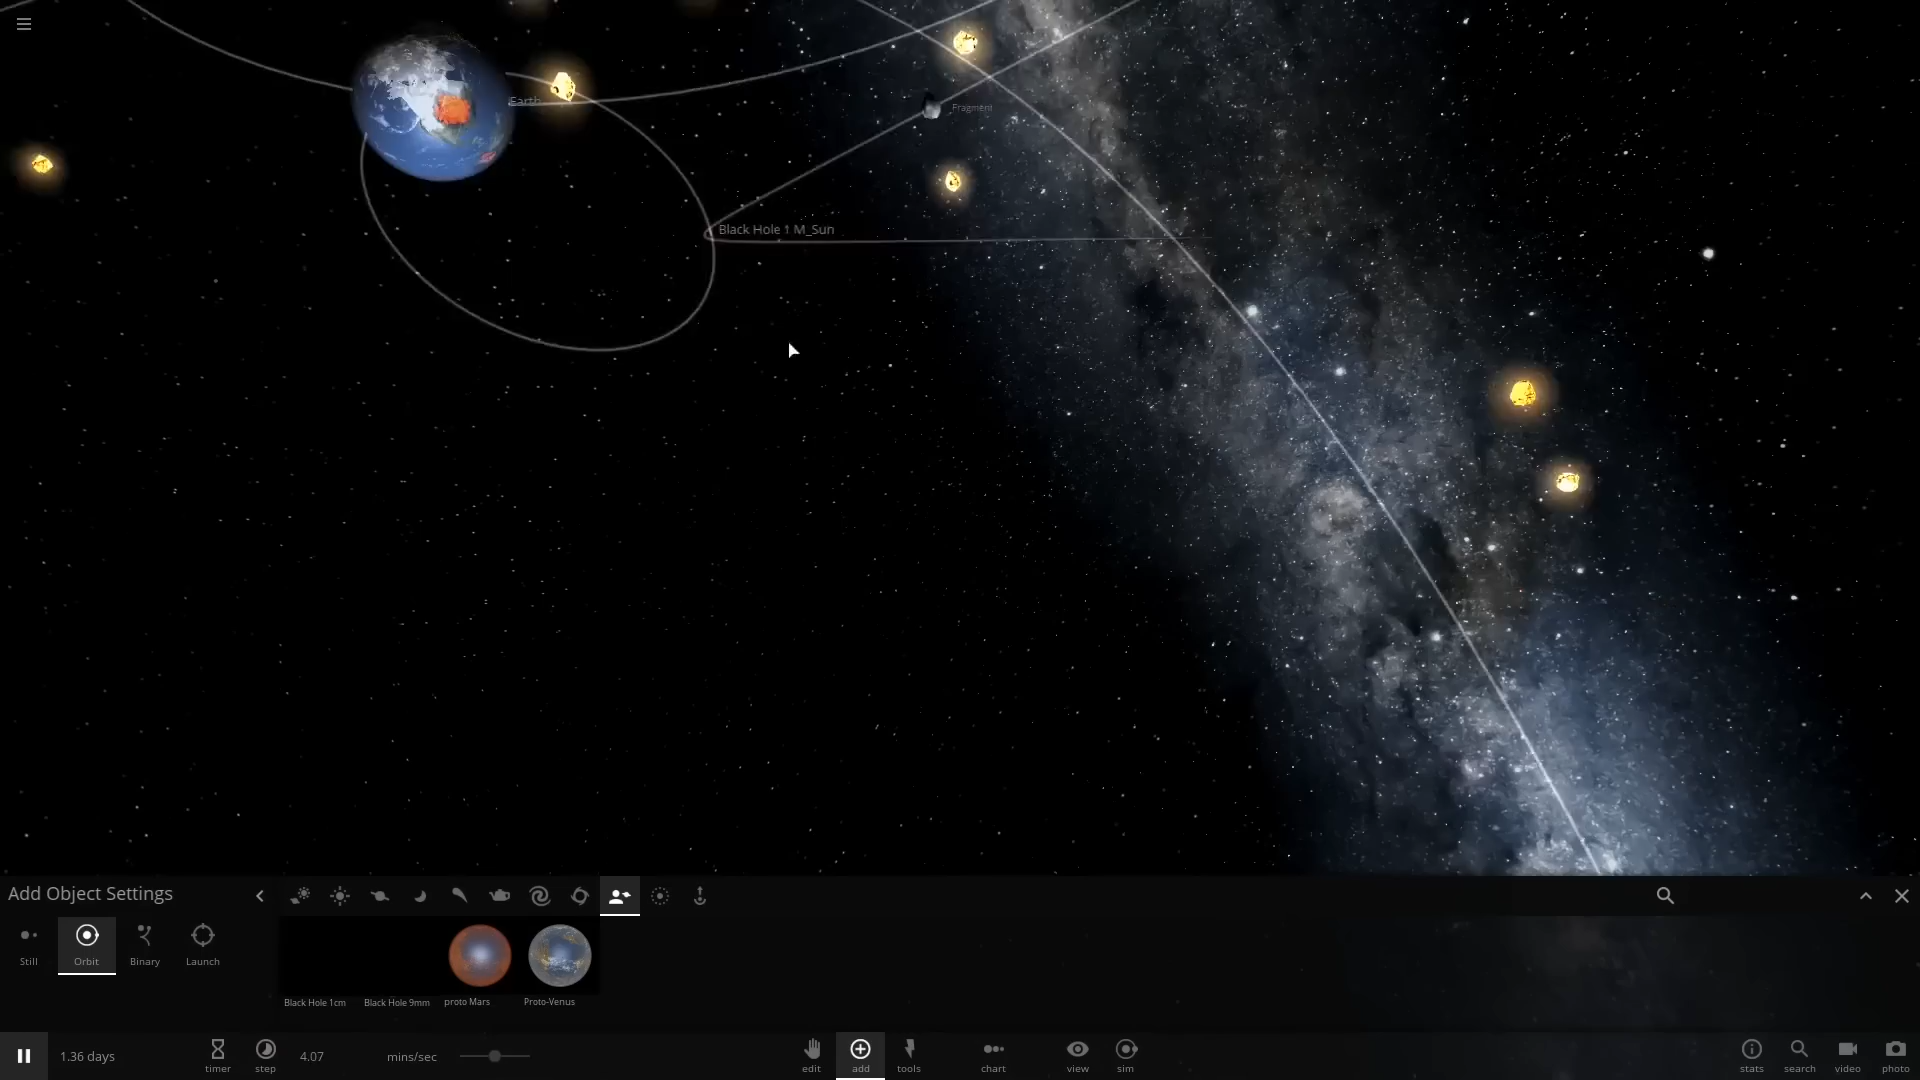 Earth
Fragment
Black Hole 1 M_Sun
Add Object Settings
Still
Orbit
Binary
Launch
Black Hole 1cm
Black Hole 9mm
proto Mars
Proto-Venus
1.36 days
timer
step
4.07
mins/sec
edit
add
tools
chart
view
sim
stats
search
video
photo